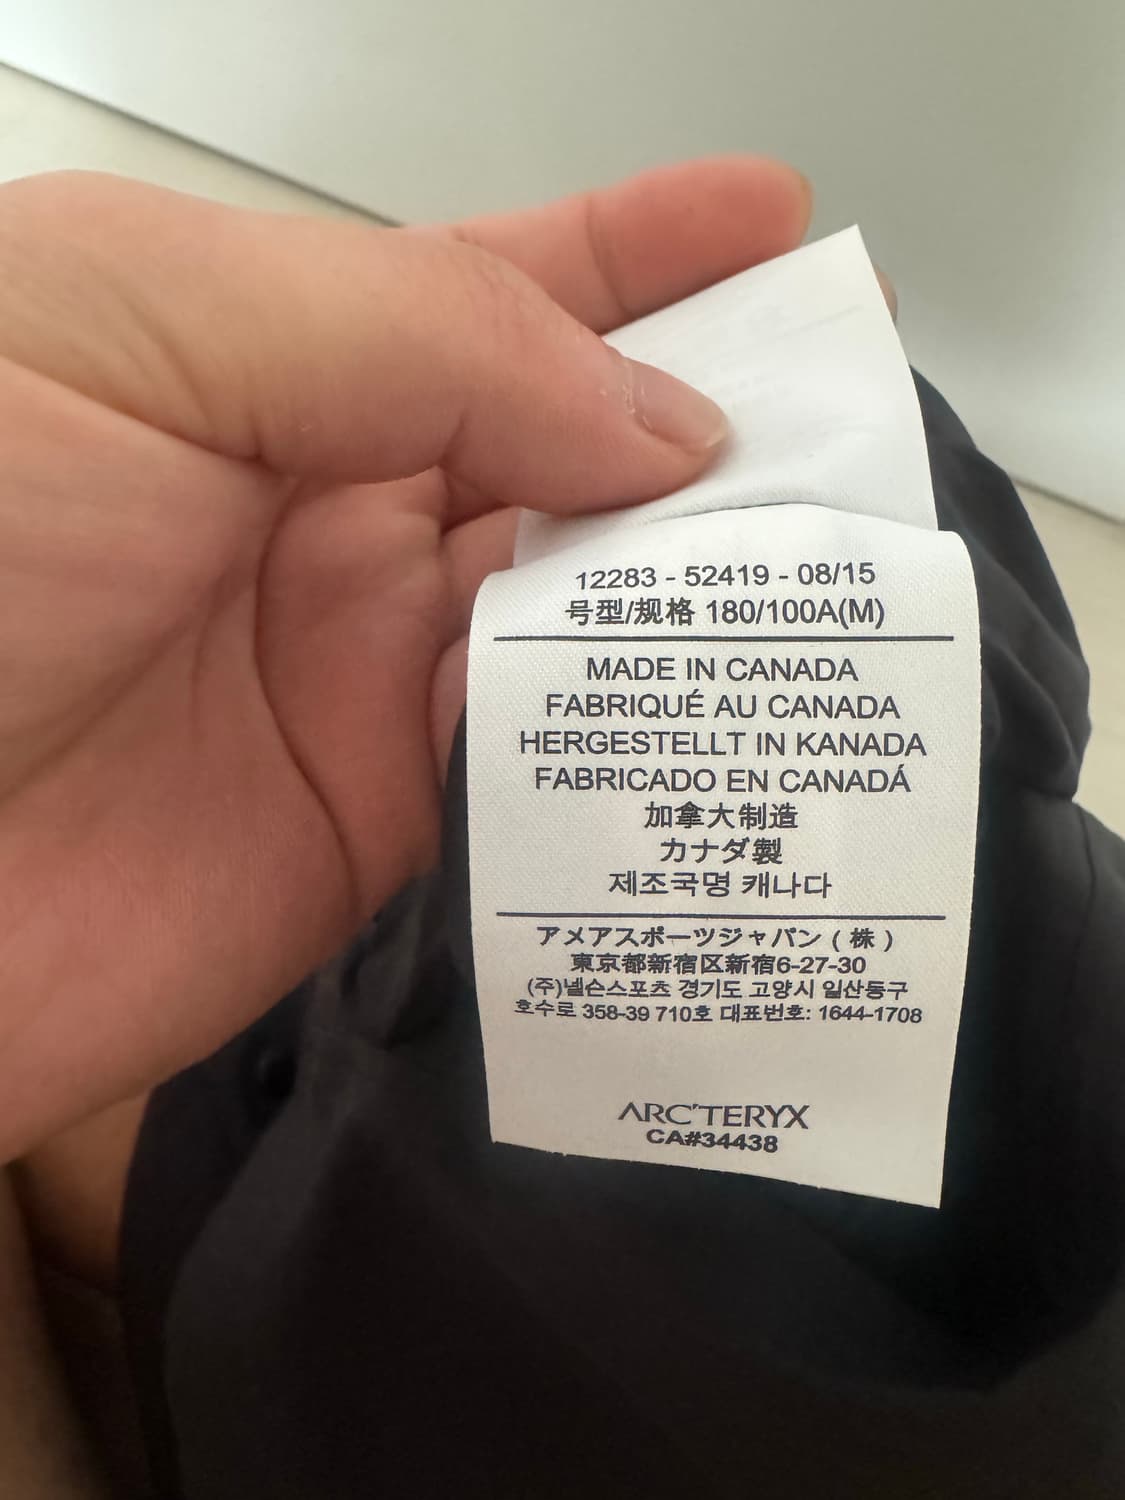 12283 - 52419 - 08/15
号型/规格 180/100A(M)
MADE IN CANADA
FABRIQUÉ AU CANADA
HERGESTELLT IN KANADA
FABRICADO EN CANADÁ
加拿大制造
カナダ製
제조국명 캐나다
アメアスポーツジャパン ( 株 )
東京都新宿区新宿6-27-30
(주)넬슨스포츠 경기도 고양시 일산동구
호수로 358-39 710호 대표번호: 1644-1708
ARC'TERYX
CA#34438